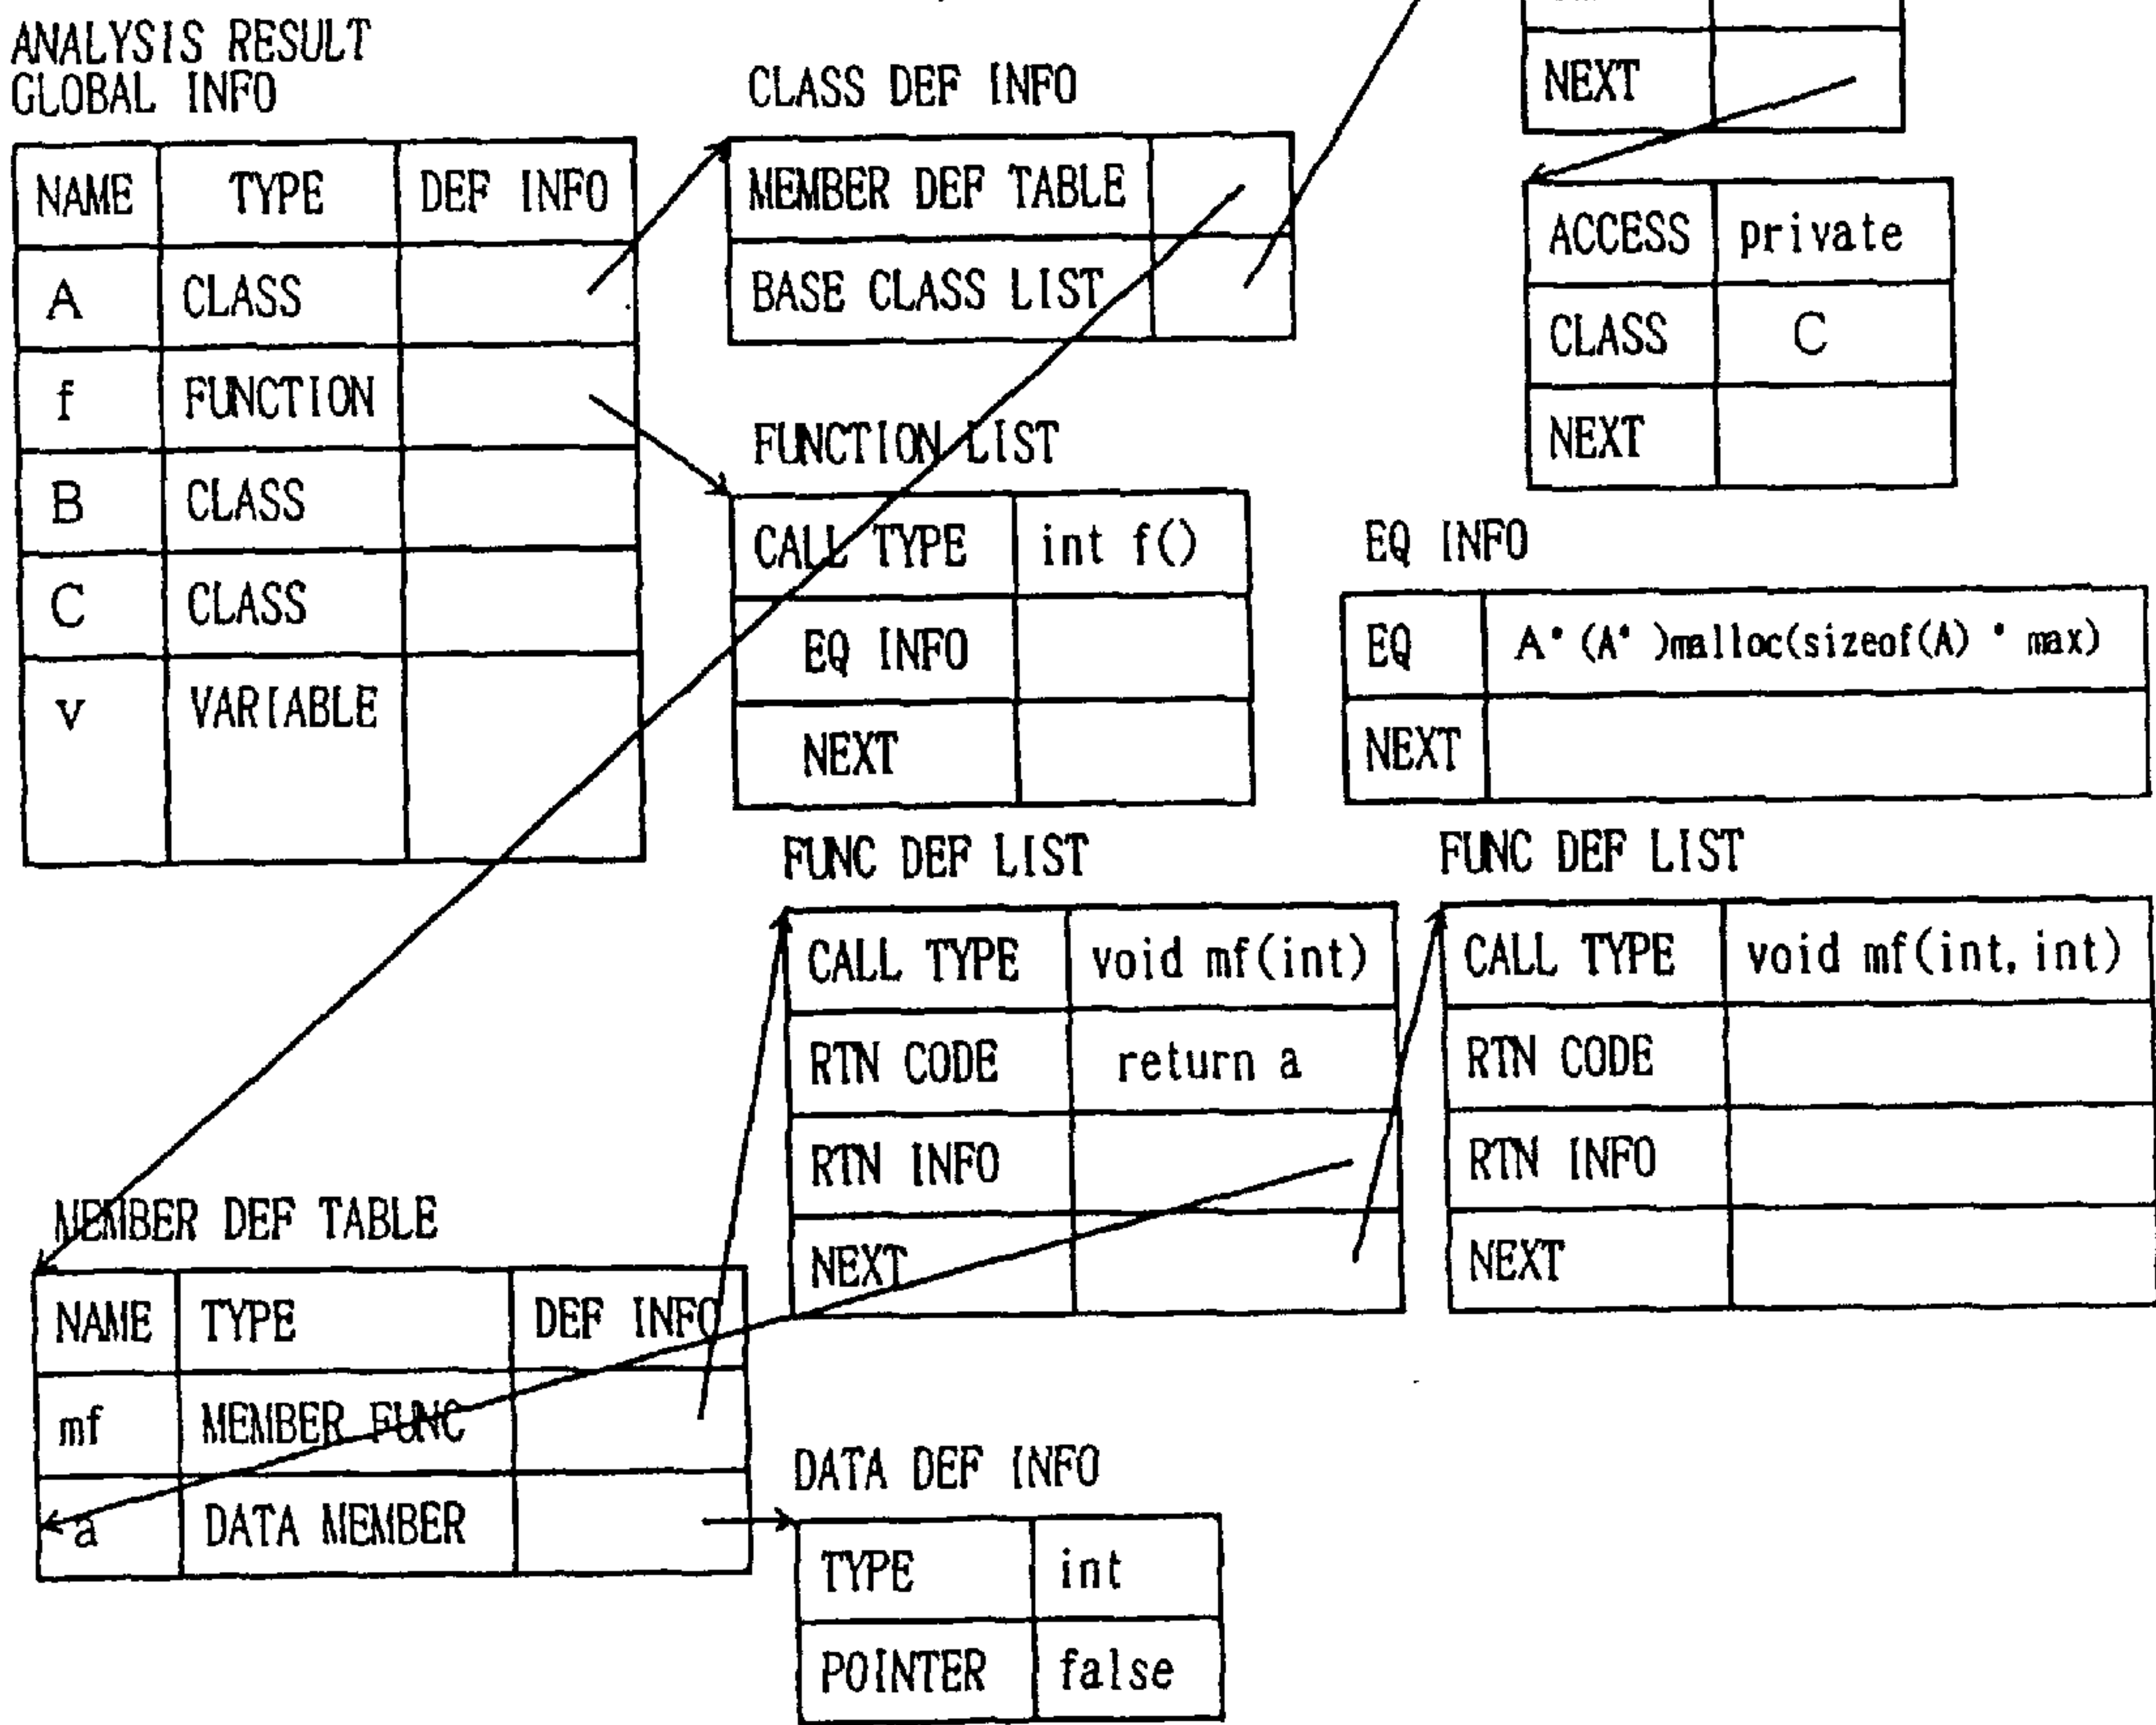 ANALYSIS RESULT
GLOBAL INFO
NAME TYPE DEF INFO
A CLASS
f FUNCTION
B CLASS
C CLASS
v VARIABLE
CLASS DEF INFO
MEMBER DEF TABLE
BASE CLASS LIST
NEXT
ACCESS private
CLASS C
NEXT
FUNCTION LIST
CALL TYPE int f()
EQ INFO
NEXT
EQ INFO
EQ A* (A* )malloc(sizeof(A) * max)
NEXT
FUNC DEF LIST
CALL TYPE void mf(int)
RTN CODE return a
RTN INFO
NEXT
FUNC DEF LIST
CALL TYPE void mf(int, int)
RTN CODE
RTN INFO
NEXT
MEMBER DEF TABLE
NAME TYPE DEF INFO
mf MEMBER FUNC
a DATA MEMBER
DATA DEF INFO
TYPE int
POINTER false